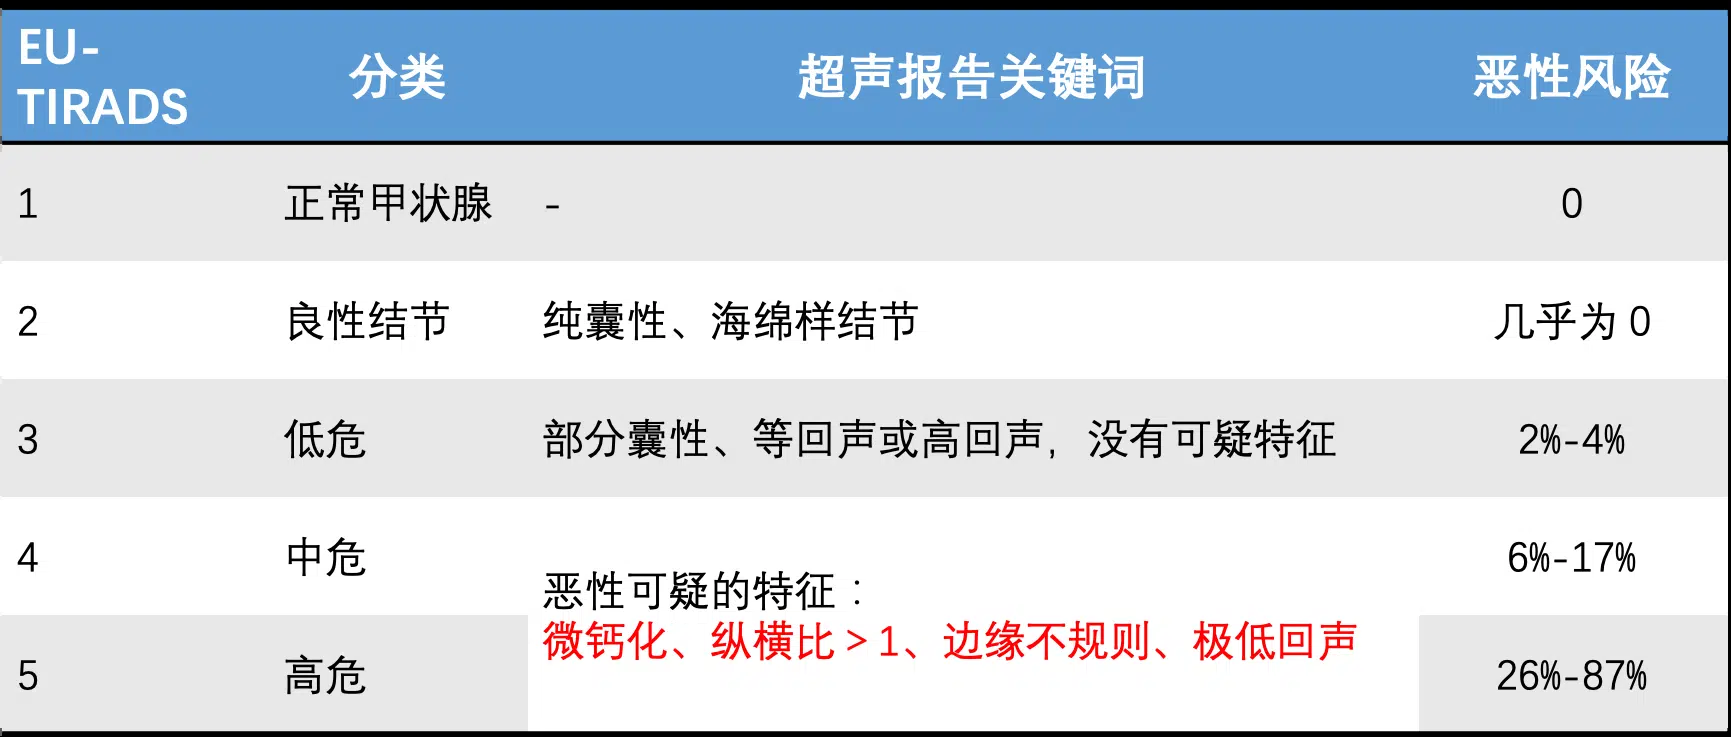 EU-
TIRADS
分类
超声报告关键词
恶性风险
1
正常甲状腺
-
0
2
良性结节
纯囊性、海绵样结节
几乎为 0
3
低危
部分囊性、等回声或高回声，没有可疑特征
2%-4%
4
中危
6%-17%
恶性可疑的特征：
微钙化、纵横比 > 1、边缘不规则、极低回声
5
高危
26%-87%